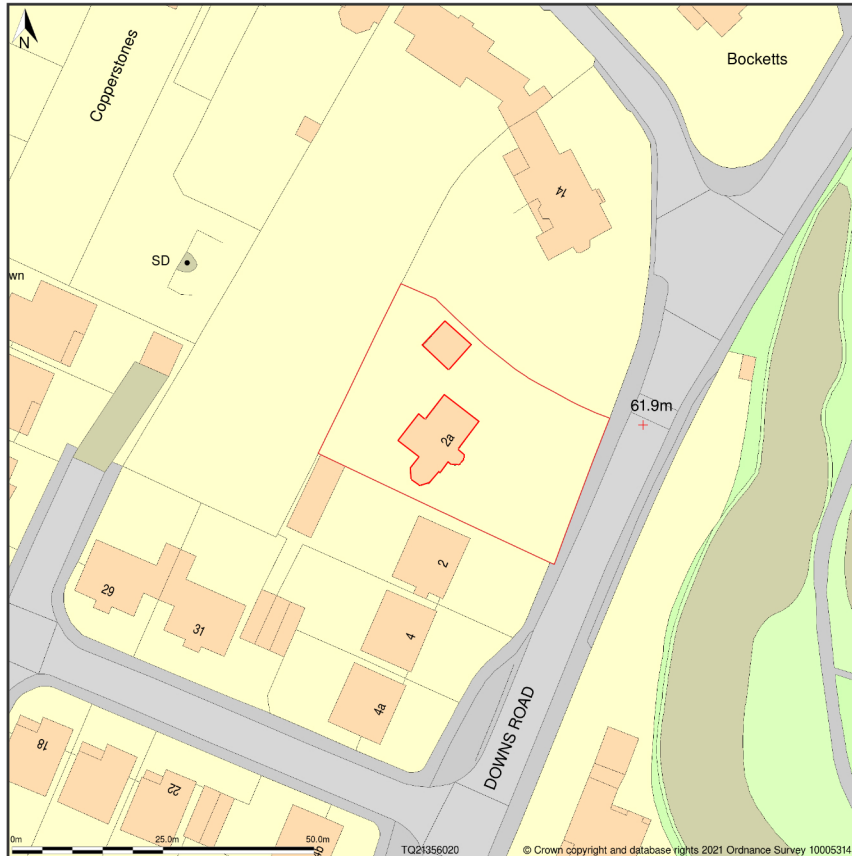 N
Copperstones
Bocketts
14
SD
wn
61.9m
2a
2
29
4
31
4a
DOWNS ROAD
18
22
4b
0m
25.0m
50.0m
TQ21356020
© Crown copyright and database rights 2021 Ordnance Survey 10005314